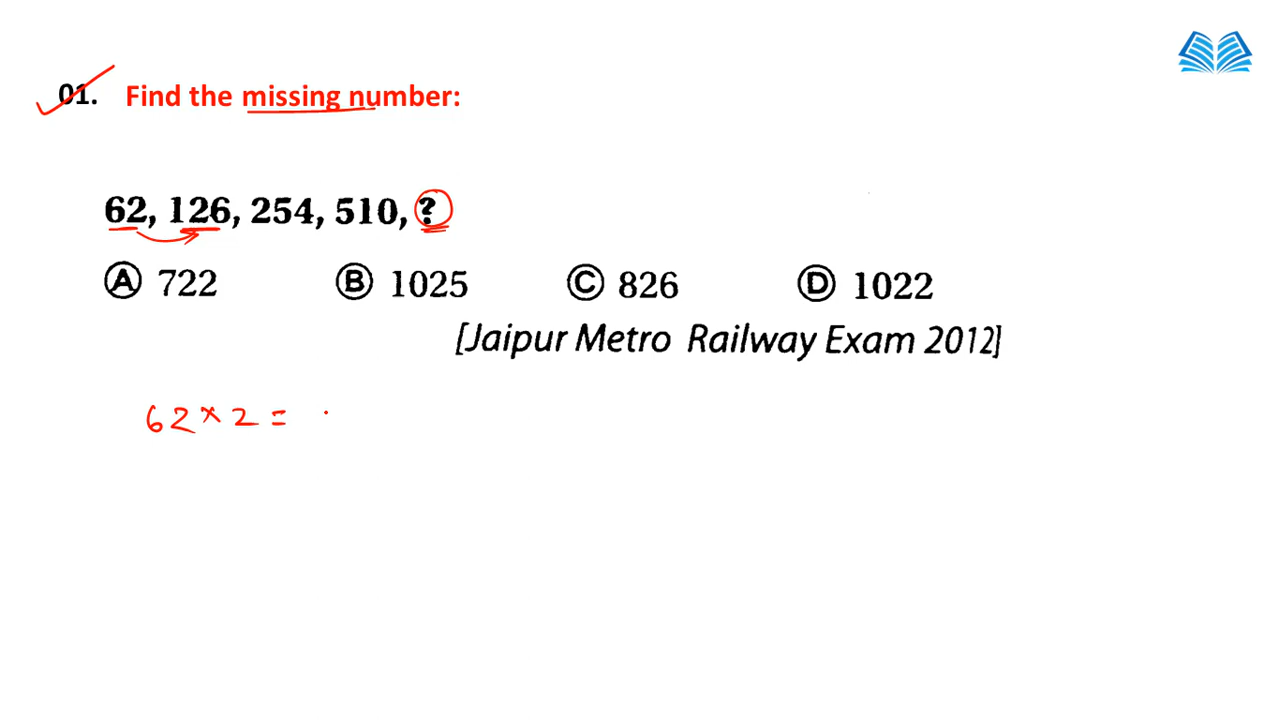 01. Find the missing number:
62, 126, 254, 510, ?
Ⓐ 722 Ⓑ 1025 Ⓒ 826 Ⓓ 1022
[Jaipur Metro Railway Exam 2012]
62 × 2 =